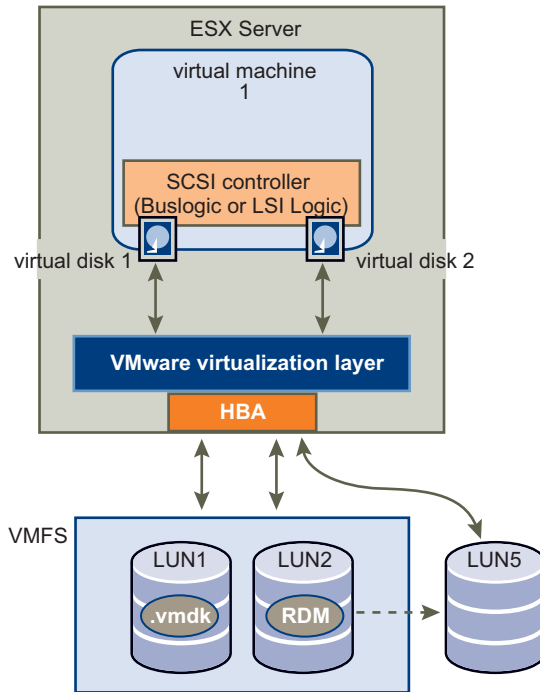 ESX Server
virtual machine
1
SCSI controller
(Buslogic or LSI Logic)
virtual disk 1
virtual disk 2
VMware virtualization layer
HBA
VMFS
LUN1
LUN2
LUN5
.vmdk
RDM